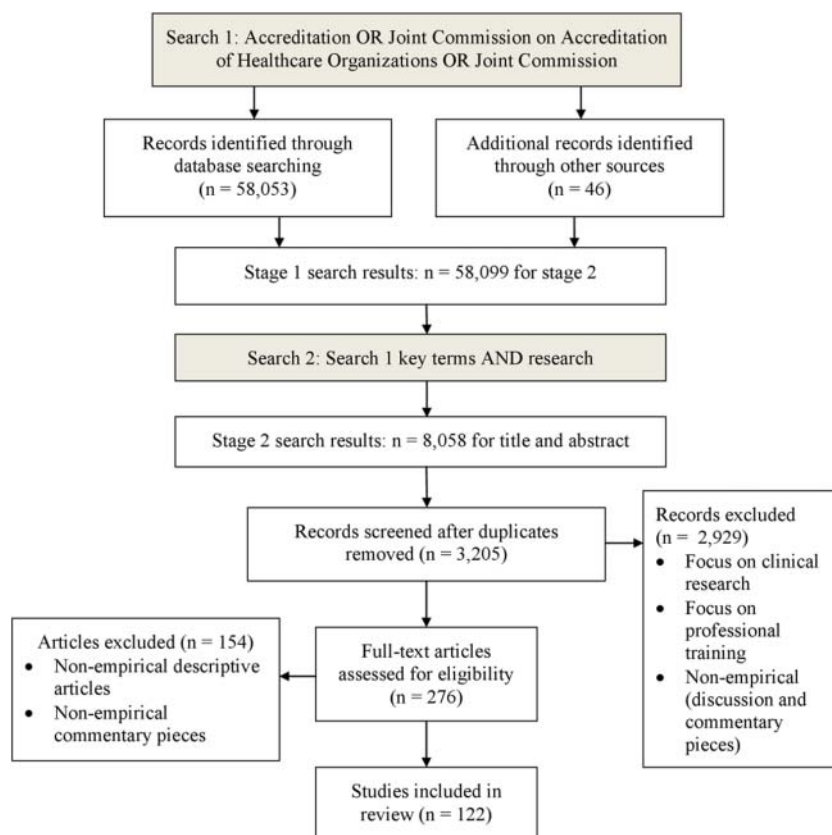 Search 1: Accreditation OR Joint Commission on Accreditation
of Healthcare Organizations OR Joint Commission
Records identified through
database searching
(n = 58,053)
Additional records identified
through other sources
(n = 46)
Stage 1 search results: n = 58,099 for stage 2
Search 2: Search 1 key terms AND research
Stage 2 search results: n = 8,058 for title and abstract
Records screened after duplicates
removed (n = 3,205)
Records excluded
(n = 2,929)
• Focus on clinical
research
• Focus on
professional
training
• Non-empirical
(discussion and
commentary
pieces)
Full-text articles
assessed for eligibility
(n = 276)
Articles excluded (n = 154)
• Non-empirical descriptive
articles
• Non-empirical
commentary pieces
Studies included in
review (n = 122)